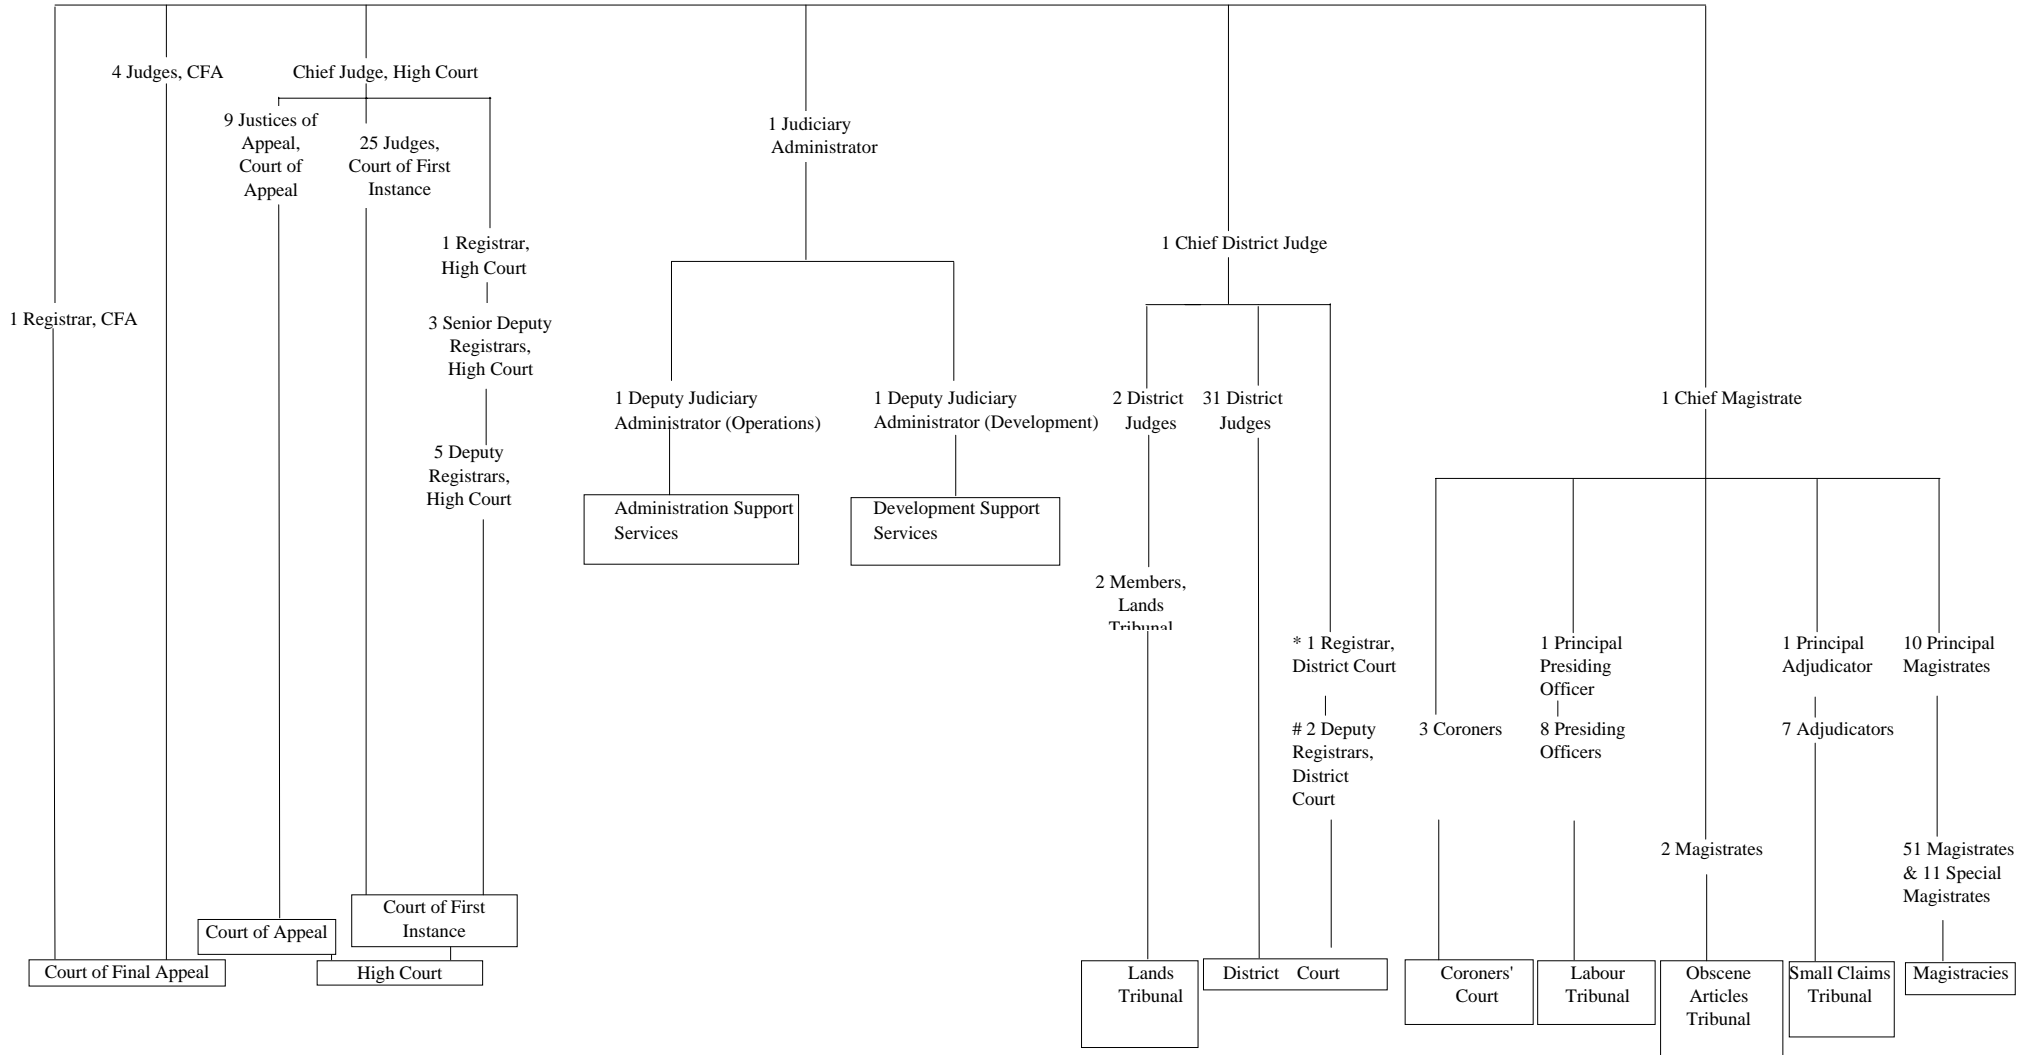 4 Judges, CFA
Chief Judge, High Court
9 Justices of
Appeal,
Court of
Appeal
25 Judges,
Court of First
Instance
1 Judiciary
Administrator
1 Registrar,
High Court
1 Chief District Judge
1 Registrar, CFA
3 Senior Deputy
Registrars,
High Court
1 Deputy Judiciary
Administrator (Operations)
1 Deputy Judiciary
Administrator (Development)
2 District
Judges
31 District
Judges
1 Chief Magistrate
5 Deputy
Registrars,
High Court
Administration Support
Services
Development Support
Services
2 Members,
Lands
Tribunal
* 1 Registrar,
District Court
1 Principal
Presiding
Officer
1 Principal
Adjudicator
10 Principal
Magistrates
# 2 Deputy
Registrars,
District
Court
3 Coroners
8 Presiding
Officers
7 Adjudicators
2 Magistrates
51 Magistrates
& 11 Special
Magistrates
Court of First
Instance
Court of Appeal
Court of Final Appeal
High Court
Lands
Tribunal
District Court
Coroners'
Court
Labour
Tribunal
Obscene
Articles
Tribunal
Small Claims
Tribunal
Magistracies